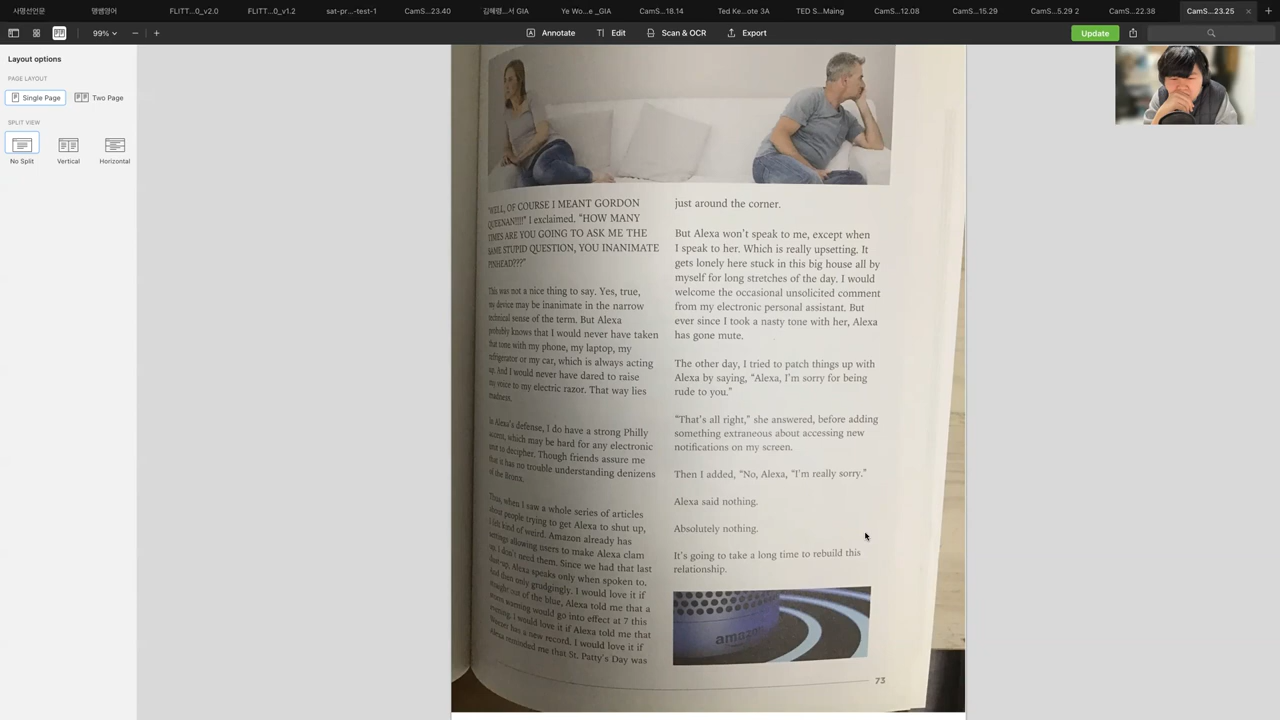 사명선언문
맹쌤영어
FLITT...0_v2.0
FLITT...0_v1.2
sat-pr...-test-1
CamS...23.40
김혜령...서 GIA
Ye Wo...e _GIA
CamS...18.14
Ted Ke...ote 3A
TED S...Maing
CamS...12.08
CamS...15.29
CamS...5.29 2
CamS...22.38
CamS...23.25
99%
Annotate
Edit
Scan & OCR
Export
Update
Layout options
PAGE LAYOUT
Single Page
Two Page
SPLIT VIEW
No Split
Vertical
Horizontal
"WELL, OF COURSE I MEANT GORDON
QUEENAN!!!!" I exclaimed. "HOW MANY
TIMES ARE YOU GOING TO ASK ME THE
SAME STUPID QUESTION, YOU INANIMATE
PINHEAD???"
This was not a nice thing to say. Yes, true,
my device may be inanimate in the narrow
technical sense of the term. But Alexa
probably knows that I would never have taken
that tone with my phone, my laptop, my
refrigerator or my car, which is always acting
up. And I would never have dared to raise
my voice to my electric razor. That way lies
madness.
In Alexa's defense, I do have a strong Philly
accent, which may be hard for any electronic
unit to decipher. Though friends assure me
that it has no trouble understanding denizens
of the Bronx.
Thus, when I saw a whole series of articles
about people trying to get Alexa to shut up,
I felt kind of weird. Amazon already has
settings allowing users to make Alexa clam
up. I don't need them. Since we had that last
dust-up, Alexa speaks only when spoken to,
and then only grudgingly. I would love it if
straight out of the blue, Alexa told me that a
warning would go into effect at 7 this
evening. I would love it if Alexa told me that
Weezer has a new record. I would love it if
Alexa reminded me that St. Patty's Day was
just around the corner.
But Alexa won't speak to me, except when
I speak to her. Which is really upsetting. It
gets lonely here stuck in this big house all by
myself for long stretches of the day. I would
welcome the occasional unsolicited comment
from my electronic personal assistant. But
ever since I took a nasty tone with her, Alexa
has gone mute.
The other day, I tried to patch things up with
Alexa by saying, "Alexa, I'm sorry for being
rude to you."
"That's all right," she answered, before adding
something extraneous about accessing new
notifications on my screen.
Then I added, "No, Alexa, "I'm really sorry."
Alexa said nothing.
Absolutely nothing.
It's going to take a long time to rebuild this
relationship.
amazon
73